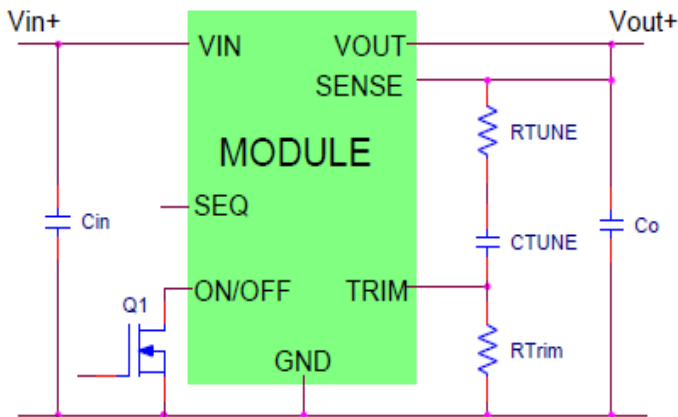 Vin+
Vout+
VIN
VOUT
SENSE
RTUNE
MODULE
SEQ
Cin
CTUNE
Co
Q1
ON/OFF
TRIM
RTrim
GND